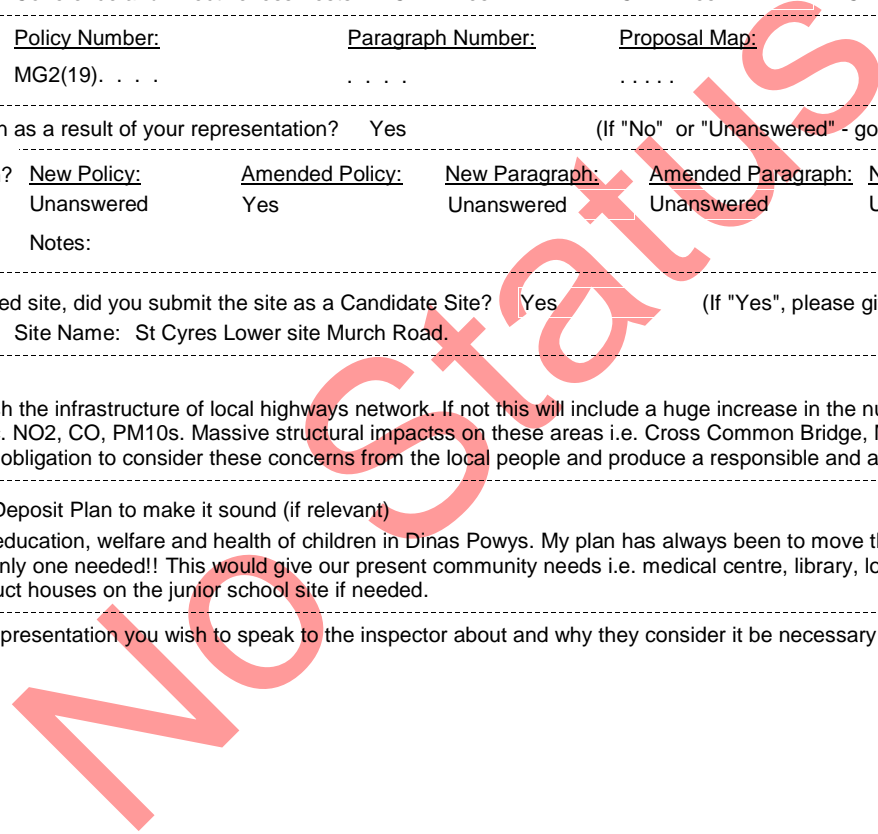 Policy Number: Paragraph Number: Proposal Map:
MG2(19). . . . . . . . . . . . .
as a result of your representation? Yes (If "No" or "Unanswered" - go
? New Policy: Amended Policy: New Paragraph: Amended Paragraph:
Unanswered Yes Unanswered Unanswered
Notes:
ed site, did you submit the site as a Candidate Site? Yes (If "Yes", please gi
Site Name: St Cyres Lower site Murch Road.
h the infrastructure of local highways network. If not this will include a huge increase in the nu
. NO2, CO, PM10s. Massive structural impactss on these areas i.e. Cross Common Bridge,
obligation to consider these concerns from the local people and produce a responsible and a
Deposit Plan to make it sound (if relevant)
education, welfare and health of children in Dinas Powys. My plan has always been to move th
nly one needed!! This would give our present community needs i.e. medical centre, library, lo
uct houses on the junior school site if needed.
presentation you wish to speak to the inspector about and why they consider it be necessary
No Status